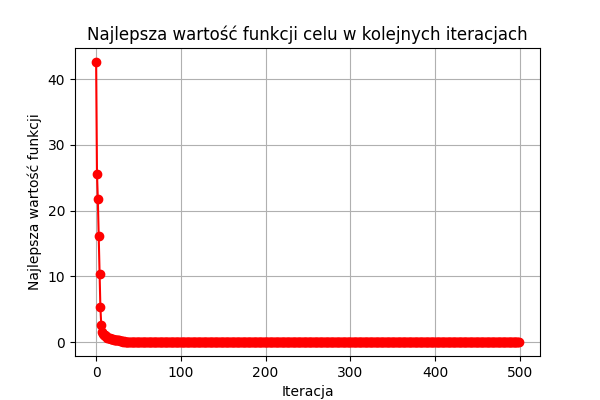 Najlepsza wartość funkcji celu w kolejnych iteracjach
Najlepsza wartość funkcji
40
30
20
10
0
0 100 200 300 400 500
Iteracja